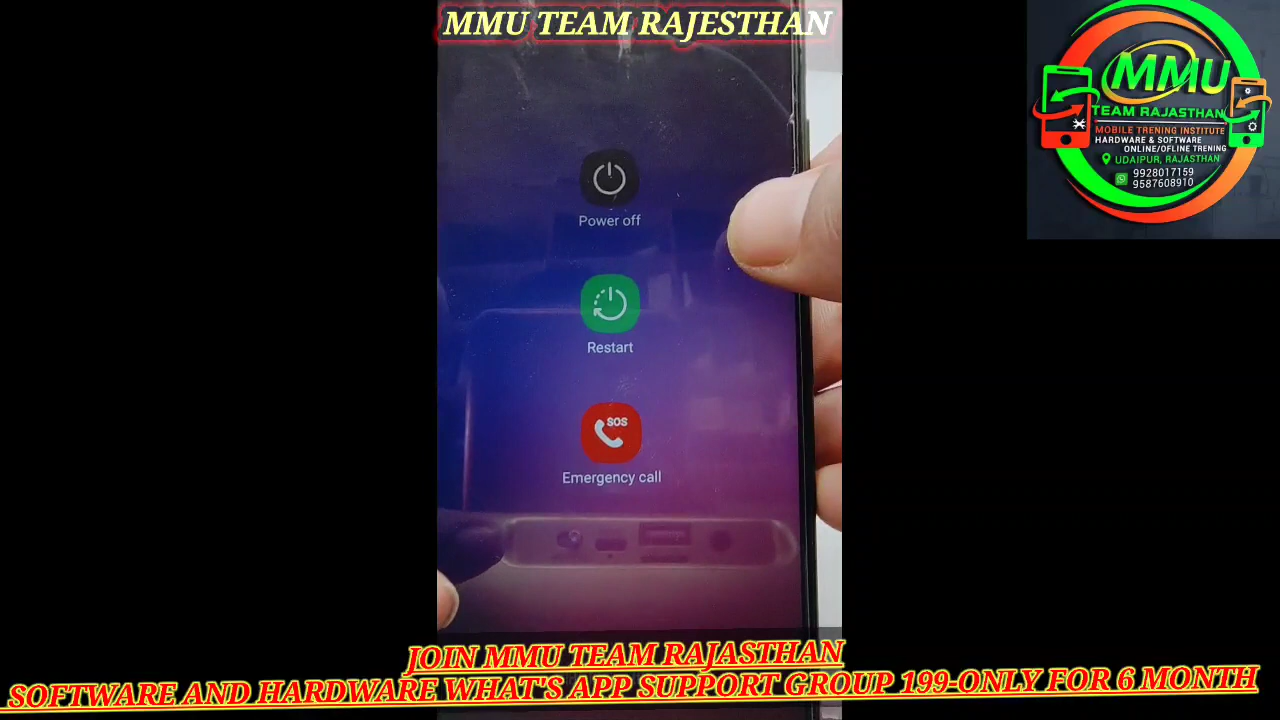 MMU TEAM RAJESTHAN
MMU
TEAM RAJASTHAN
MOBILE TRENING INSTITUTE
HARDWARE & SOFTWARE
ONLINE/OFLINE TRENING
UDAIPUR, RAJASTHAN
9928017159
9587608910
Power off
Restart
SOS
Emergency call
JOIN MMU TEAM RAJASTHAN
SOFTWARE AND HARDWARE WHAT'S APP SUPPORT GROUP 199-ONLY FOR 6 MONTH